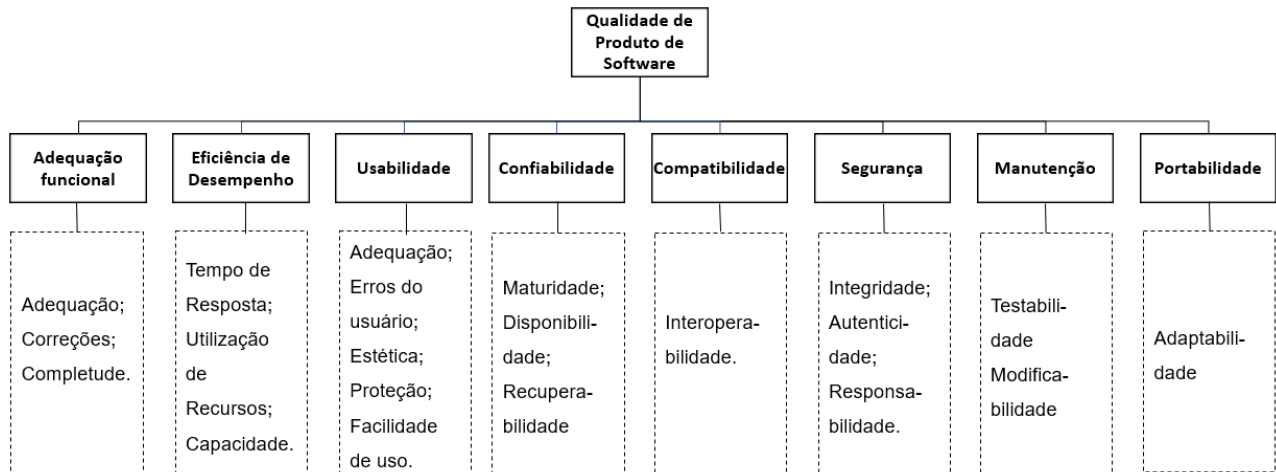 Qualidade de
Produto de
Software
Adequação
funcional
Eficiência de
Desempenho
Usabilidade
Confiabilidade
Compatibilidade
Segurança
Manutenção
Portabilidade
Adequação;
Correções;
Completude.
Tempo de
Resposta;
Utilização
de
Recursos;
Capacidade.
Adequação;
Erros do
usuário;
Estética;
Proteção;
Facilidade
de uso.
Maturidade;
Disponibili-
dade;
Recupera-
bilidade
Interopera-
bilidade.
Integridade;
Autentici-
dade;
Responsa-
bilidade.
Testabili-
dade
Modifica-
bilidade
Adaptabili-
dade